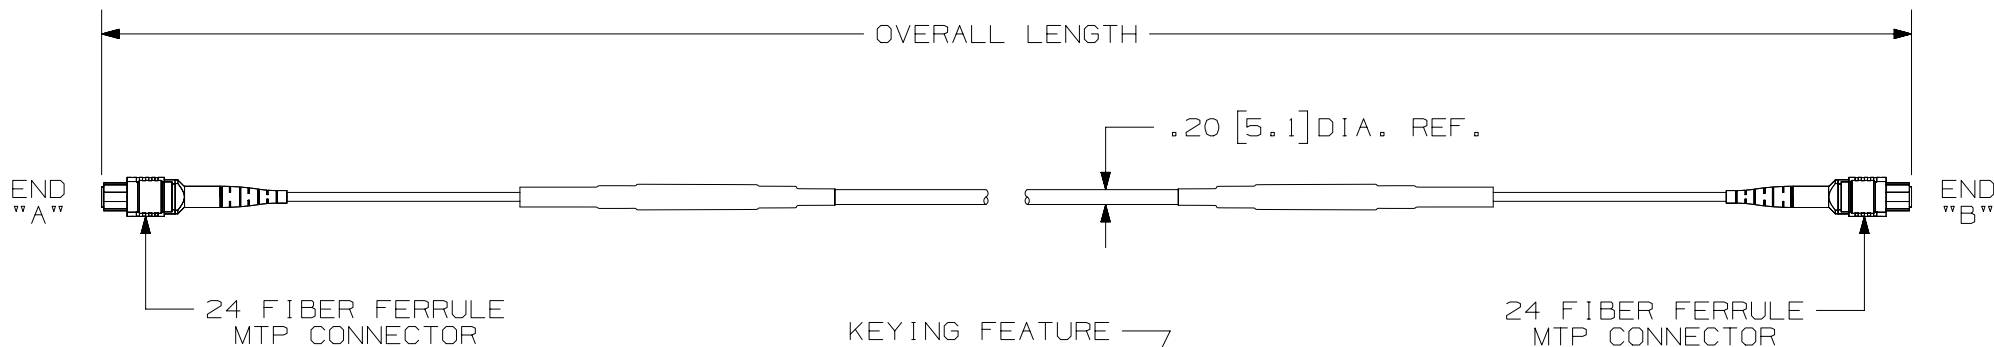 OVERALL LENGTH
.20 [5.1] DIA. REF.
END
"A"
END
"B"
24 FIBER FERRULE
MTP CONNECTOR
KEYING FEATURE
24 FIBER FERRULE
MTP CONNECTOR